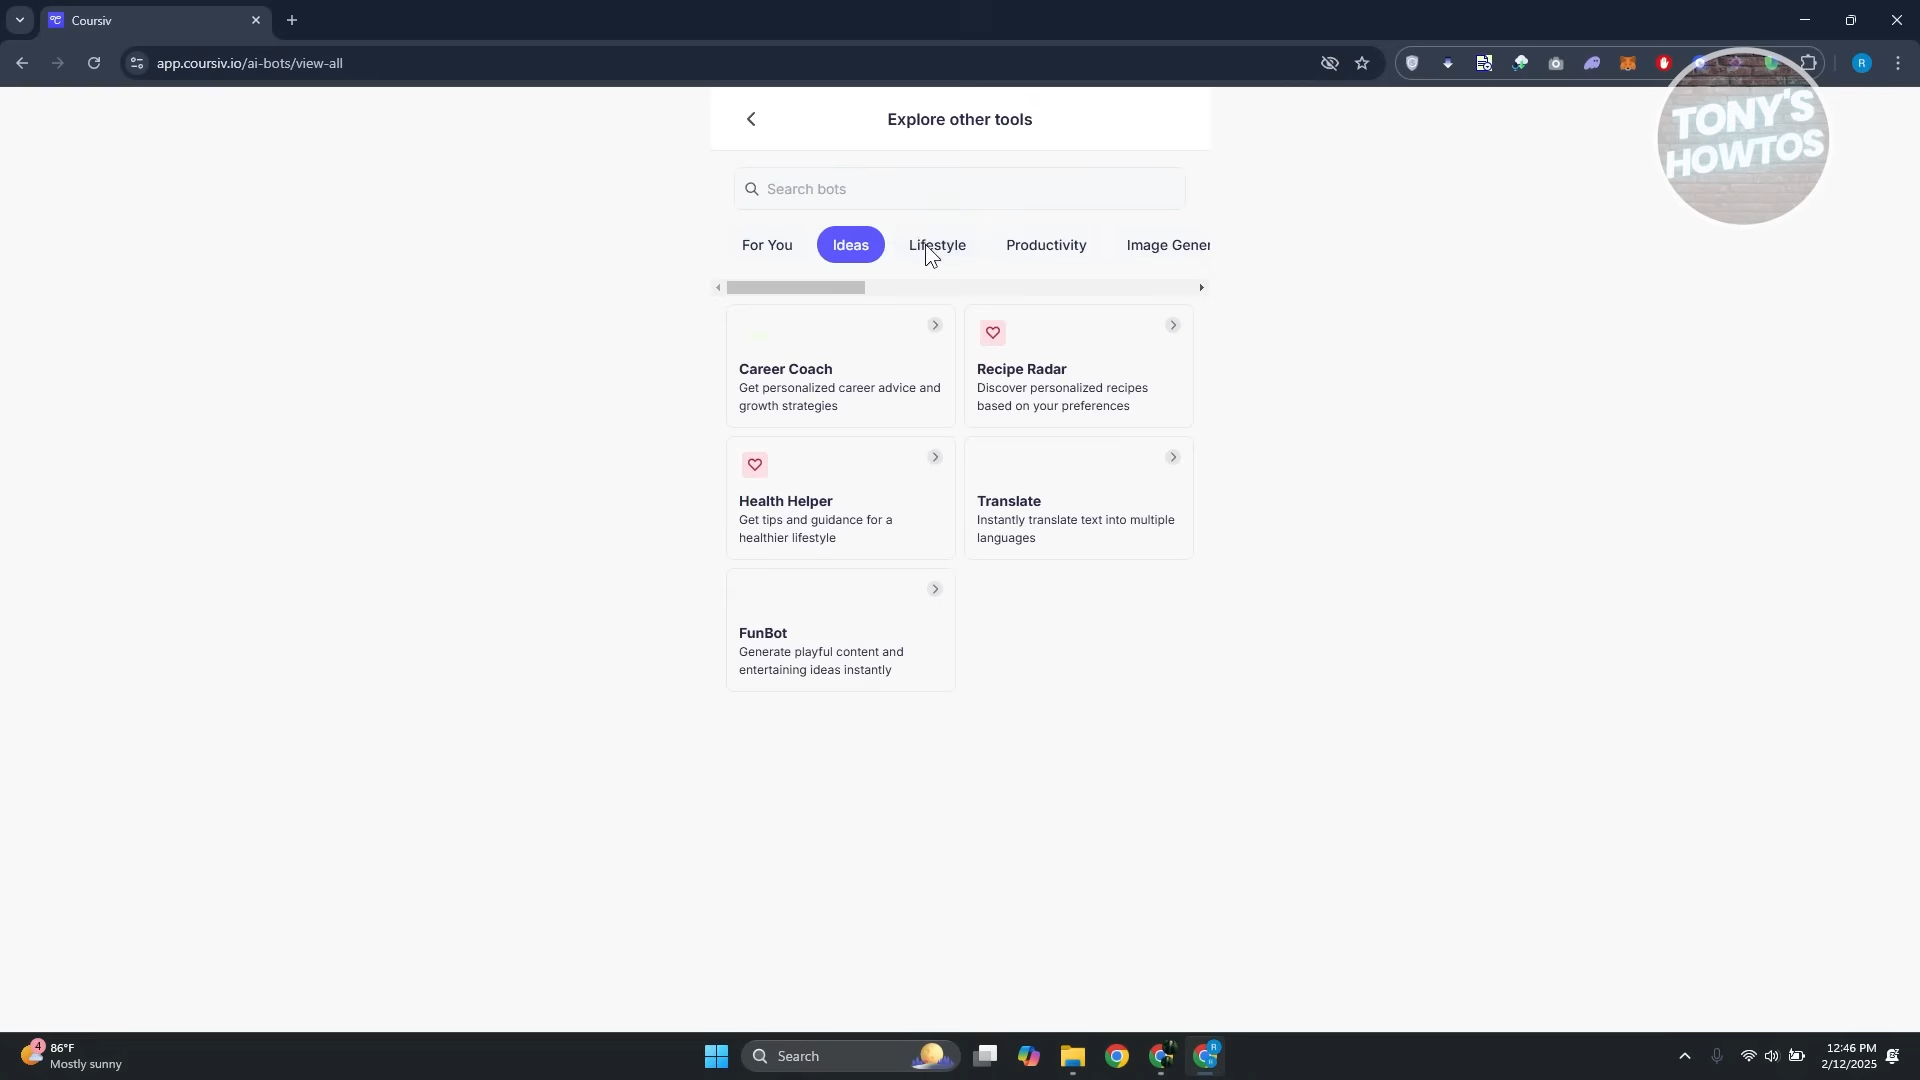 Coursiv
app.coursiv.io/ai-bots/view-all
R
TONY'S
HOWTOS
Explore other tools
Search bots
For You
Ideas
Lifestyle
Productivity
Image Gener
Career Coach
Get personalized career advice and
growth strategies
Recipe Radar
Discover personalized recipes
based on your preferences
Health Helper
Get tips and guidance for a
healthier lifestyle
Translate
Instantly translate text into multiple
languages
FunBot
Generate playful content and
entertaining ideas instantly
4
86°F
Mostly sunny
Search
R
12:46 PM
2/12/2025